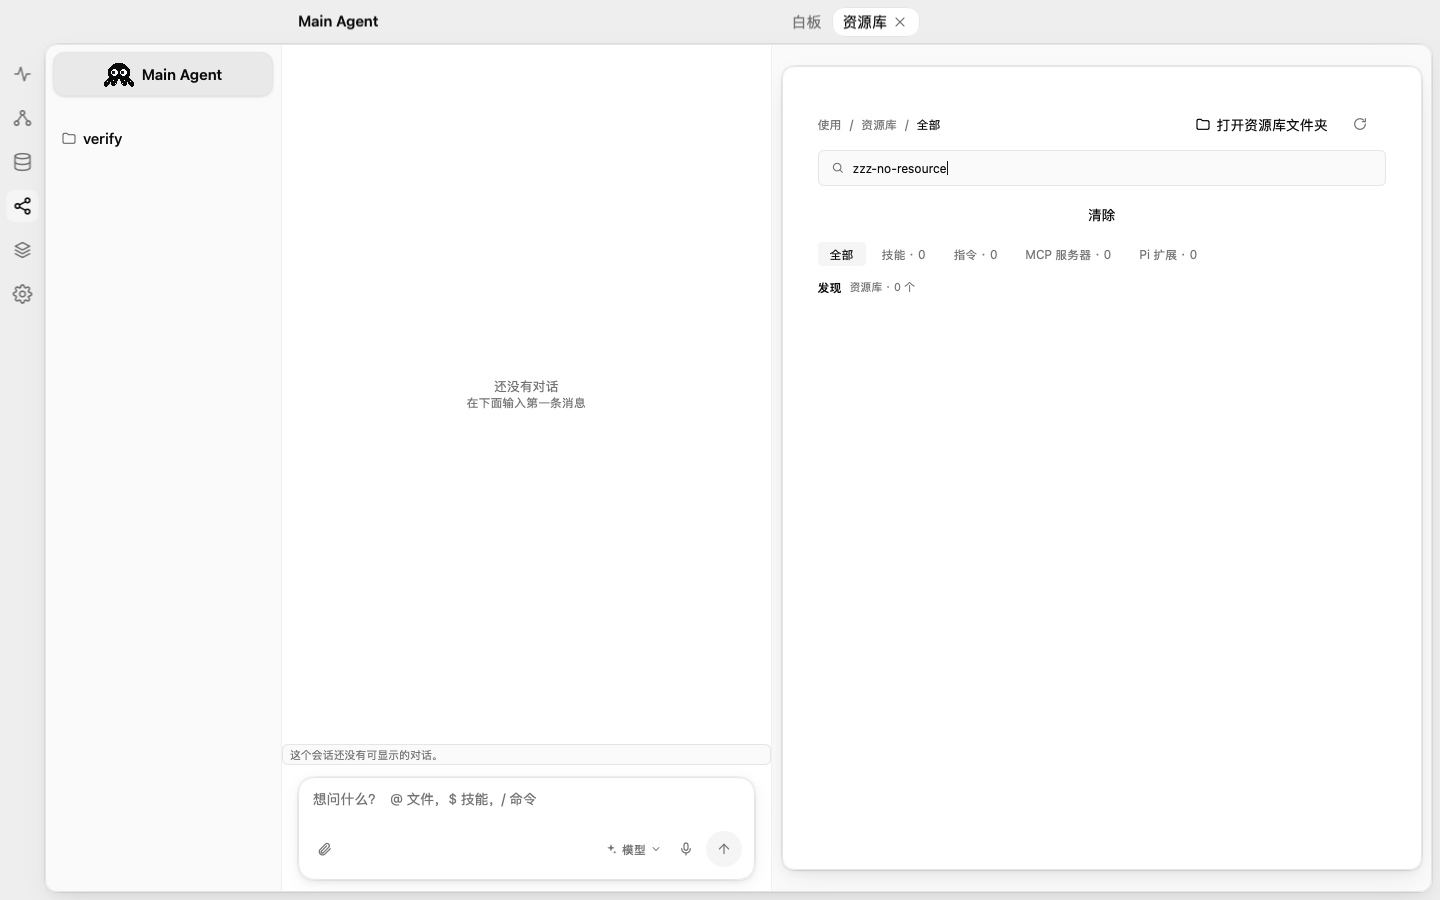 Main Agent
白板
资源库
Main Agent
verify
还没有对话
在下面输入第一条消息
这个会话还没有可显示的对话。
想问什么? @ 文件, $ 技能, / 命令
模型
使用 / 资源库 / 全部
打开资源库文件夹
zzz-no-resource
清除
全部 技能 · 0 指令 · 0 MCP 服务器 · 0 Pi 扩展 · 0
发现 资源库 · 0 个